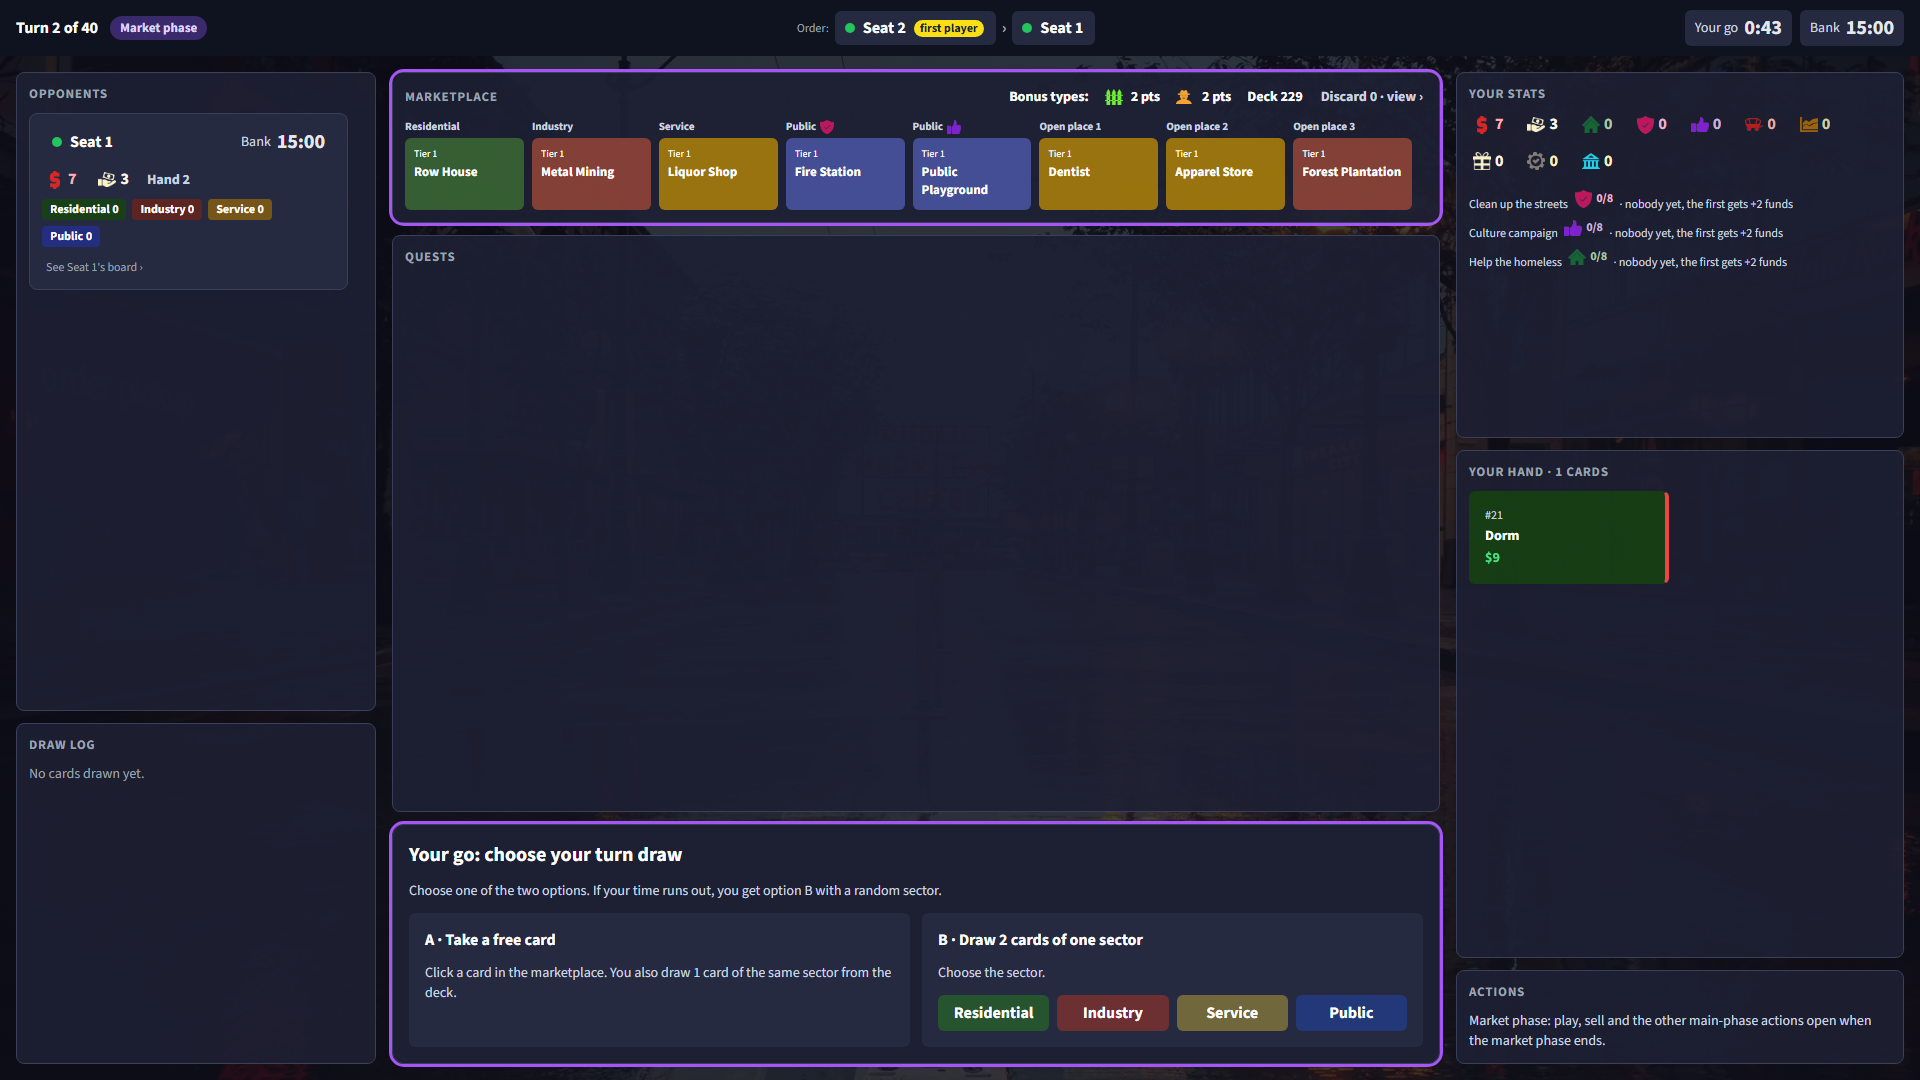 Turn 2 of 40 Market phase
Order: Seat 2 first player › Seat 1
Your go 0:43 Bank 15:00
OPPONENTS
Seat 1 Bank 15:00
7 3 Hand 2
Residential 0 Industry 0 Service 0
Public 0
See Seat 1's board ›
DRAW LOG
No cards drawn yet.
MARKETPLACE
Bonus types: 2 pts 2 pts Deck 229 Discard 0 · view ›
Residential Industry Service Public Public Open place 1 Open place 2 Open place 3
Tier 1
Row House
Tier 1
Metal Mining
Tier 1
Liquor Shop
Tier 1
Fire Station
Tier 1
Public
Playground
Tier 1
Dentist
Tier 1
Apparel Store
Tier 1
Forest Plantation
QUESTS
Your go: choose your turn draw
Choose one of the two options. If your time runs out, you get option B with a random sector.
A · Take a free card
Click a card in the marketplace. You also draw 1 card of the same sector from the
deck.
B · Draw 2 cards of one sector
Choose the sector.
Residential Industry Service Public
YOUR STATS
7 3 0 0 0 0 0
0 0 0
Clean up the streets 0/8 · nobody yet, the first gets +2 funds
Culture campaign 0/8 · nobody yet, the first gets +2 funds
Help the homeless 0/8 · nobody yet, the first gets +2 funds
YOUR HAND · 1 CARDS
#21
Dorm
$9
ACTIONS
Market phase: play, sell and the other main-phase actions open when
the market phase ends.